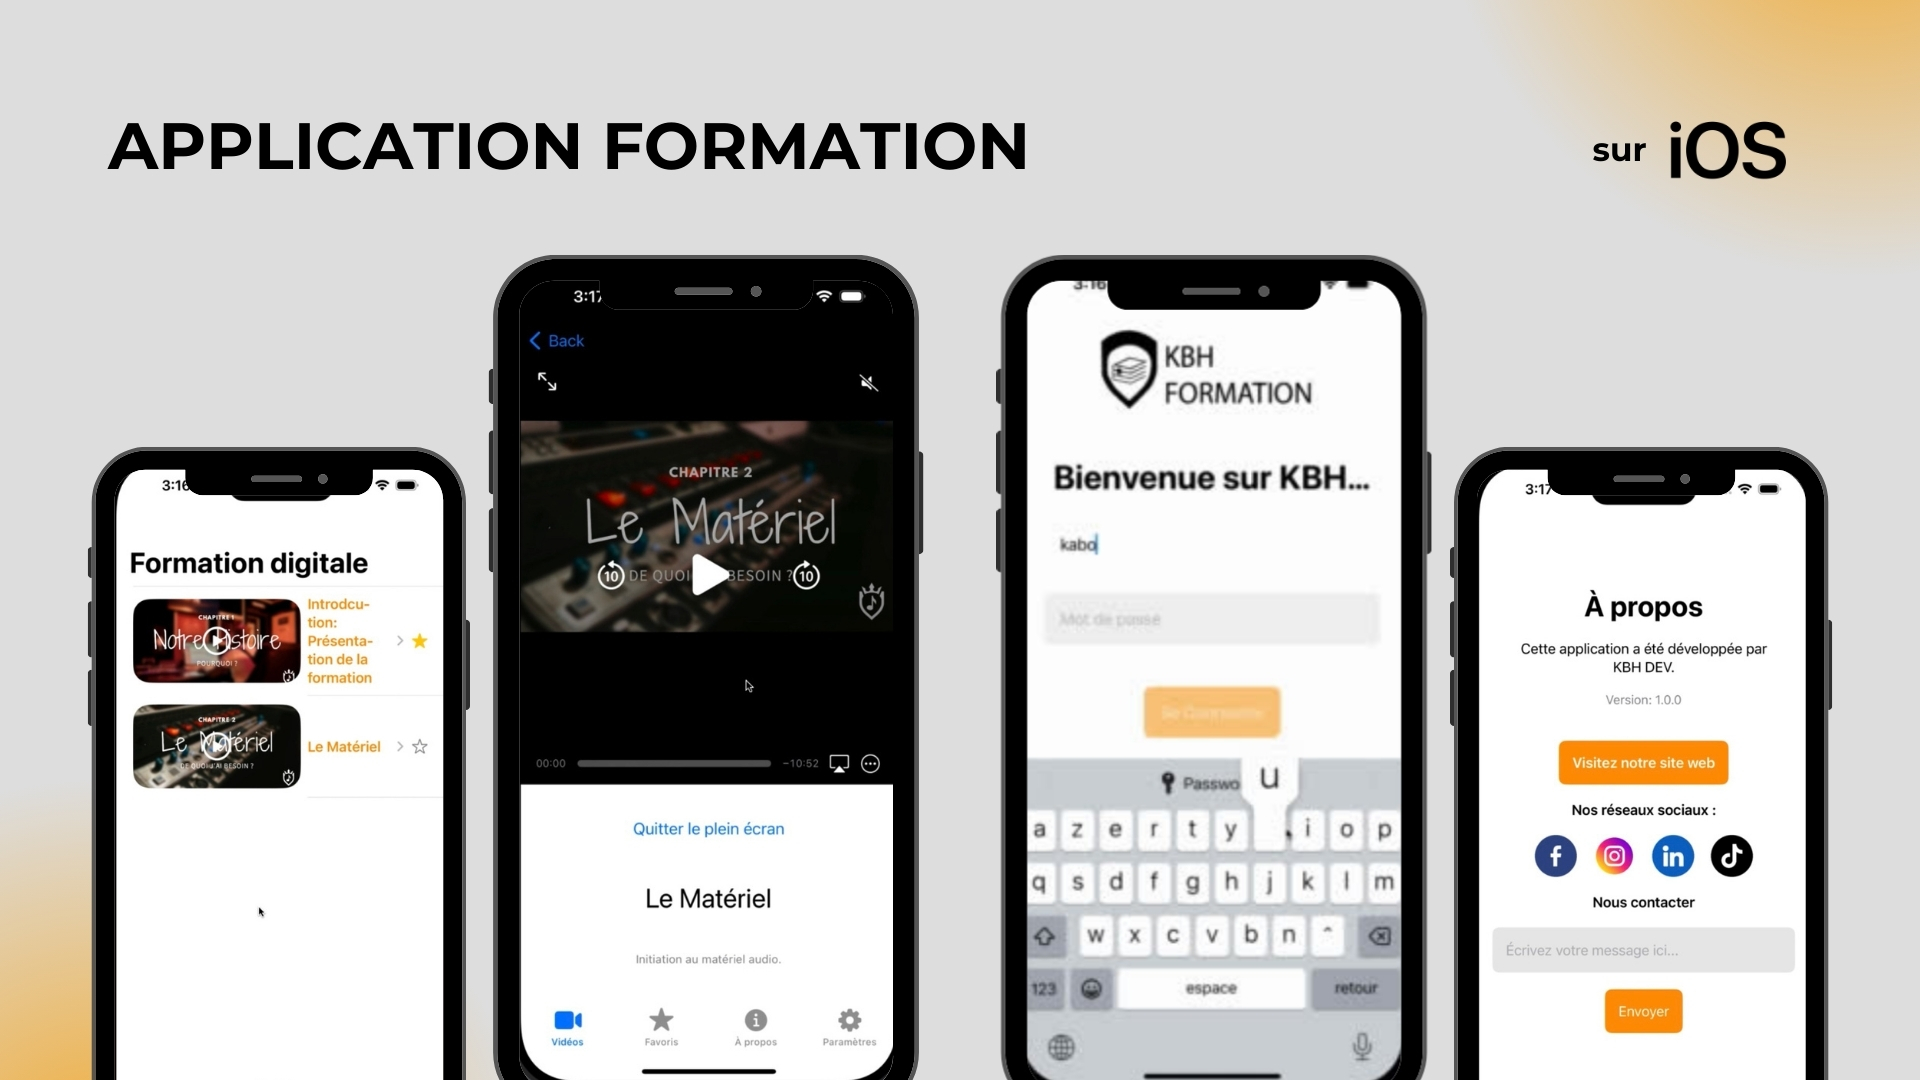 APPLICATION FORMATION
sur iOS
3:16
Formation digitale
CHAPITRE 1
Notre Histoire
POURQUOI ?
Introdcu-
tion:
Présenta-
tion de la
formation
CHAPITRE 2
Le Matériel
DE QUOI J'AI BESOIN ?
Le Matériel
3:17
Back
CHAPITRE 2
Le Matériel
10 DE QUOI BESOIN ? 10
00:00 -10:52
Quitter le plein écran
Le Matériel
Initiation au matériel audio.
Vidéos Favoris À propos Paramètres
3:16
KBH
FORMATION
Bienvenue sur KBH...
kabo
Mot de passe
Se Connecter
Passwo u
a z e r t y i o p
q s d f g h j k l m
w x c v b n ^
123 espace retour
3:17
À propos
Cette application a été développée par
KBH DEV.
Version: 1.0.0
Visitez notre site web
Nos réseaux sociaux :
f in
Nous contacter
Écrivez votre message ici...
Envoyer